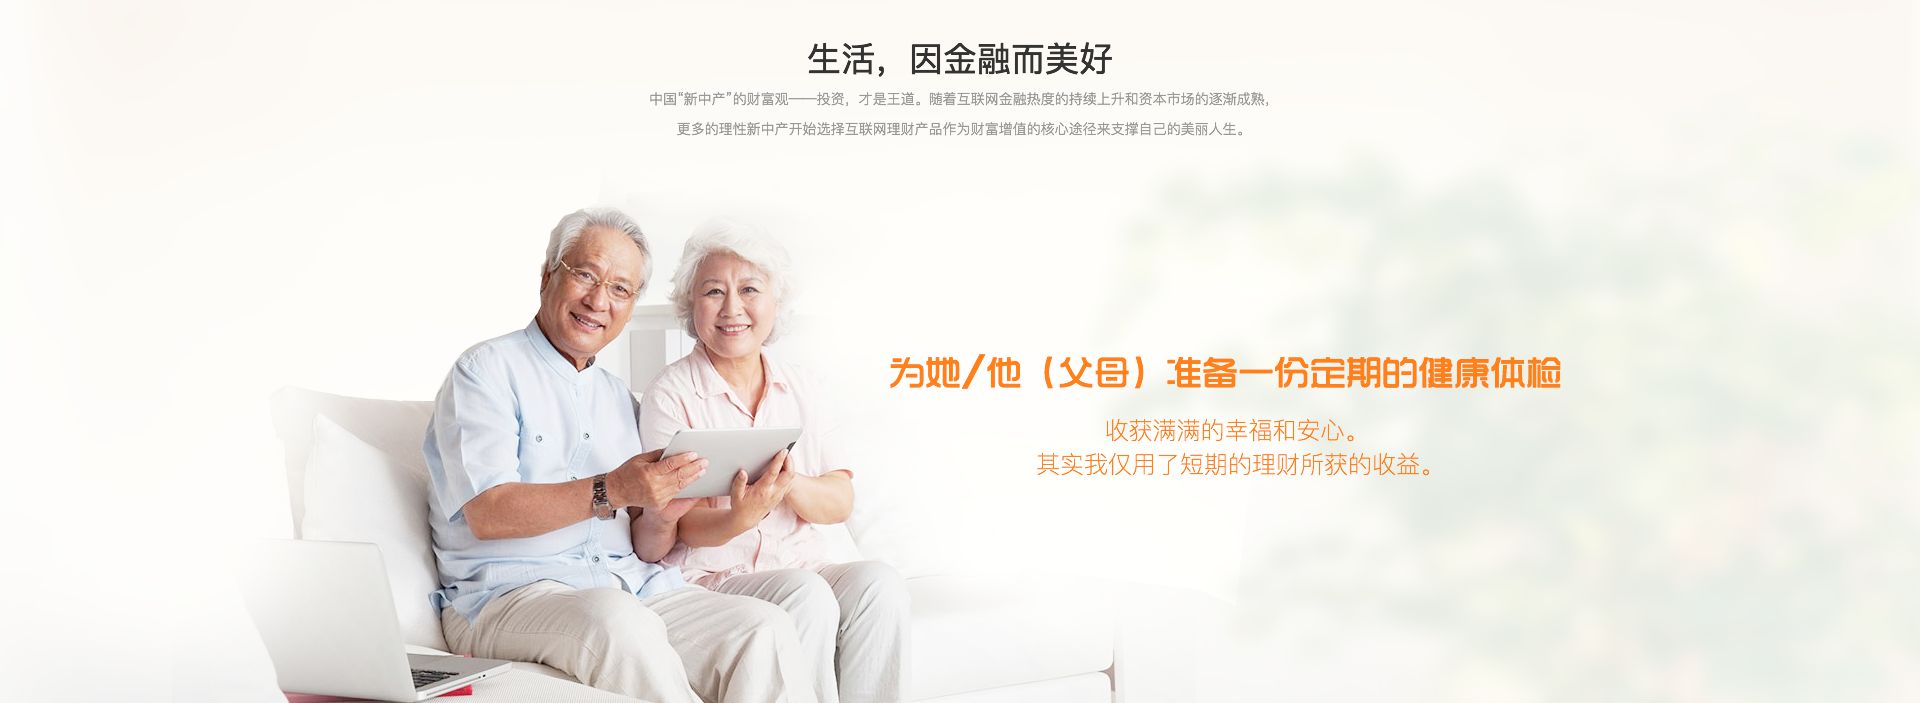 生活，因金融而美好
中国“新中产”的财富观——投资，才是王道。随着互联网金融热度的持续上升和资本市场的逐渐成熟，
更多的理性新中产开始选择互联网理财产品作为财富增值的核心途径来支撑自己的美丽人生。
为她/他（父母）准备一份定期的健康体检
收获满满的幸福和安心。
其实我仅用了短期的理财所获的收益。